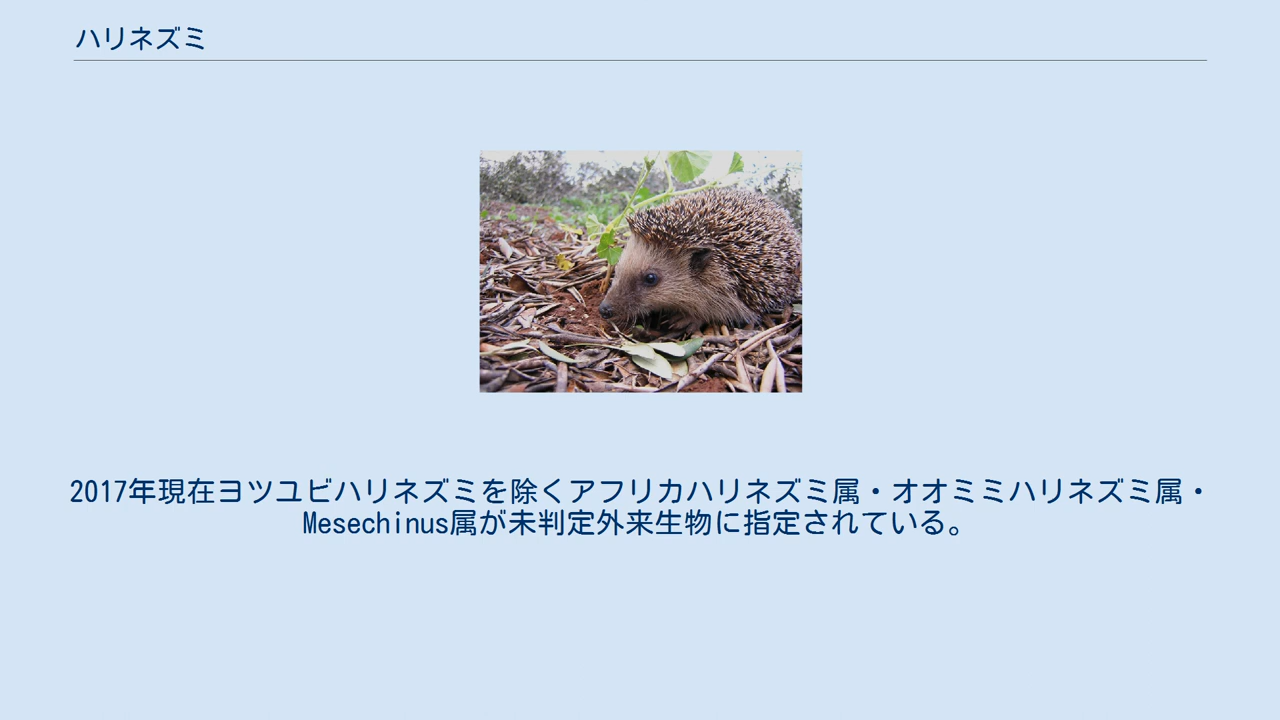 ハリネズミ
2017年現在ヨツユビハリネズミを除くアフリカハリネズミ属・オオミミハリネズミ属・
Mesechinus属が未判定外来生物に指定されている。